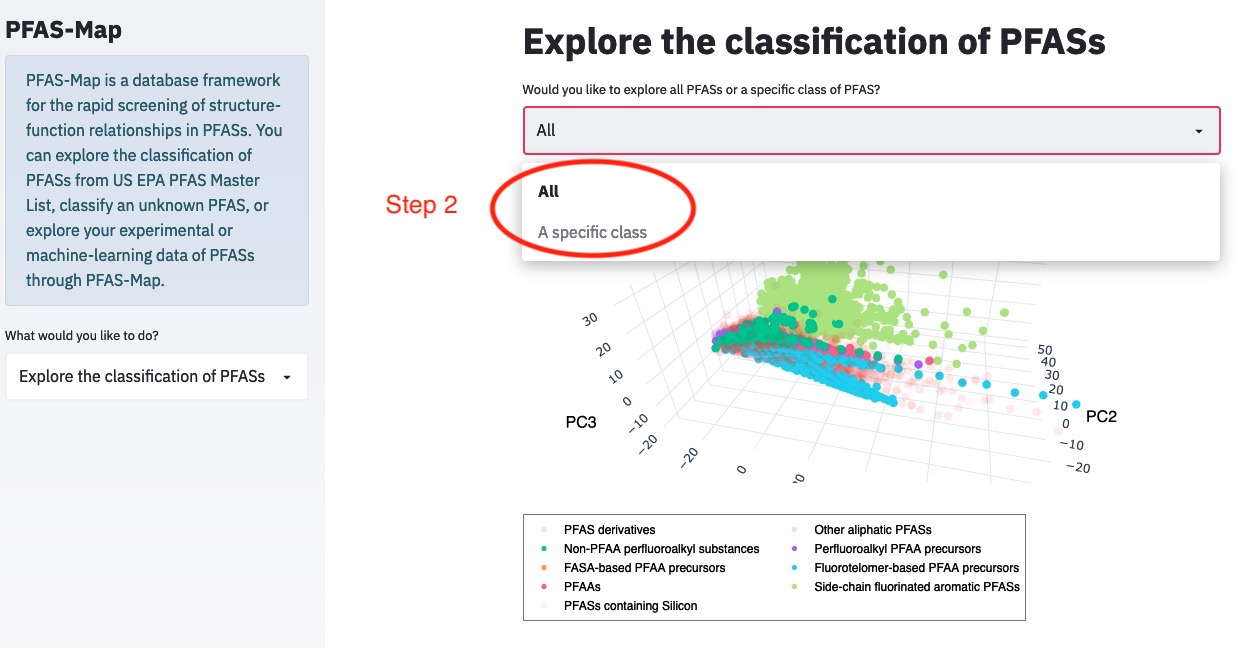 PFAS-Map
PFAS-Map is a database framework
for the rapid screening of structure-
function relationships in PFASs. You
can explore the classification of
PFASs from US EPA PFAS Master
List, classify an unknown PFAS, or
explore your experimental or
machine-learning data of PFASs
through PFAS-Map.
What would you like to do?
Explore the classification of PFASs
Explore the classification of PFASs
Would you like to explore all PFASs or a specific class of PFAS?
All
Step 2
All
A specific class
30
20
10
0
−10
−20
PC3
−20
0
50
40
30
20
10
0
−10
−20
PC2
PFAS derivatives
Non-PFAA perfluoroalkyl substances
FASA-based PFAA precursors
PFAAs
PFASs containing Silicon
Other aliphatic PFASs
Perfluoroalkyl PFAA precursors
Fluorotelomer-based PFAA precursors
Side-chain fluorinated aromatic PFASs